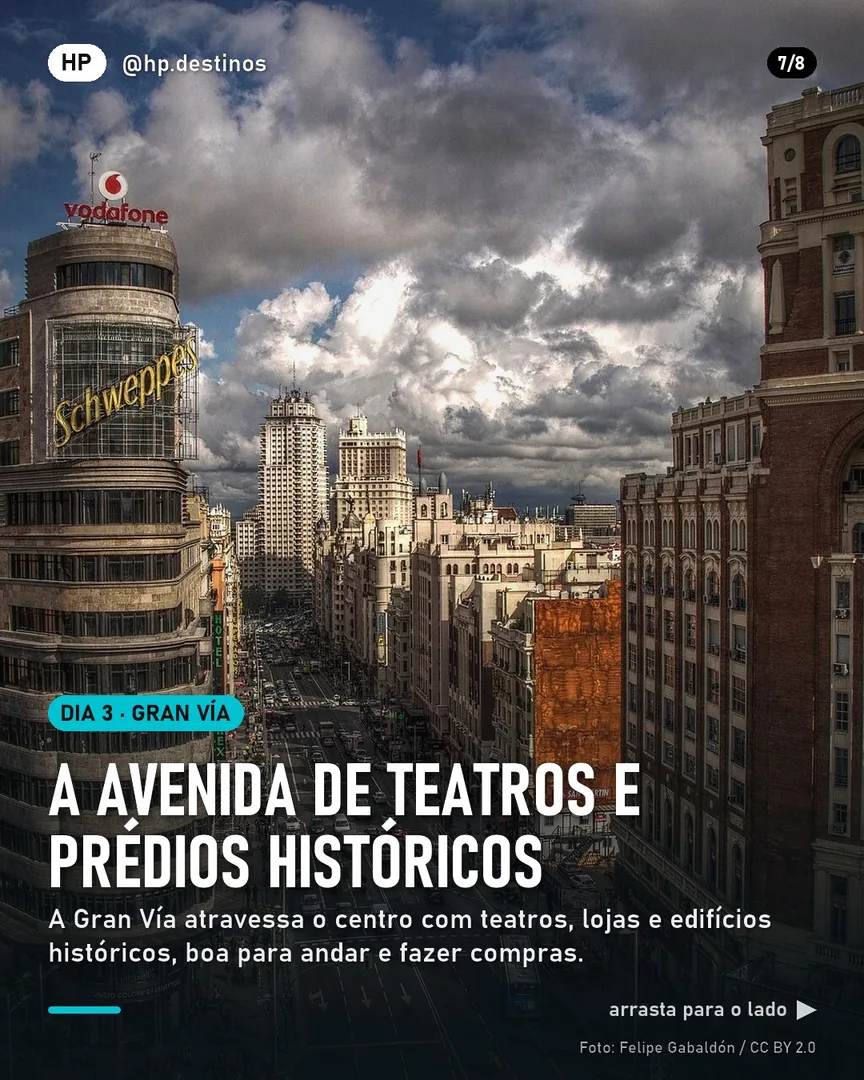 HP @hp.destinos
7/8
vodafone
Schweppes
HOTEL
DIA 3 · GRAN VÍA
A AVENIDA DE TEATROS E
PRÉDIOS HISTÓRICOS
A Gran Vía atravessa o centro com teatros, lojas e edifícios
históricos, boa para andar e fazer compras.
arrasta para o lado ▶
Foto: Felipe Gabaldón / CC BY 2.0